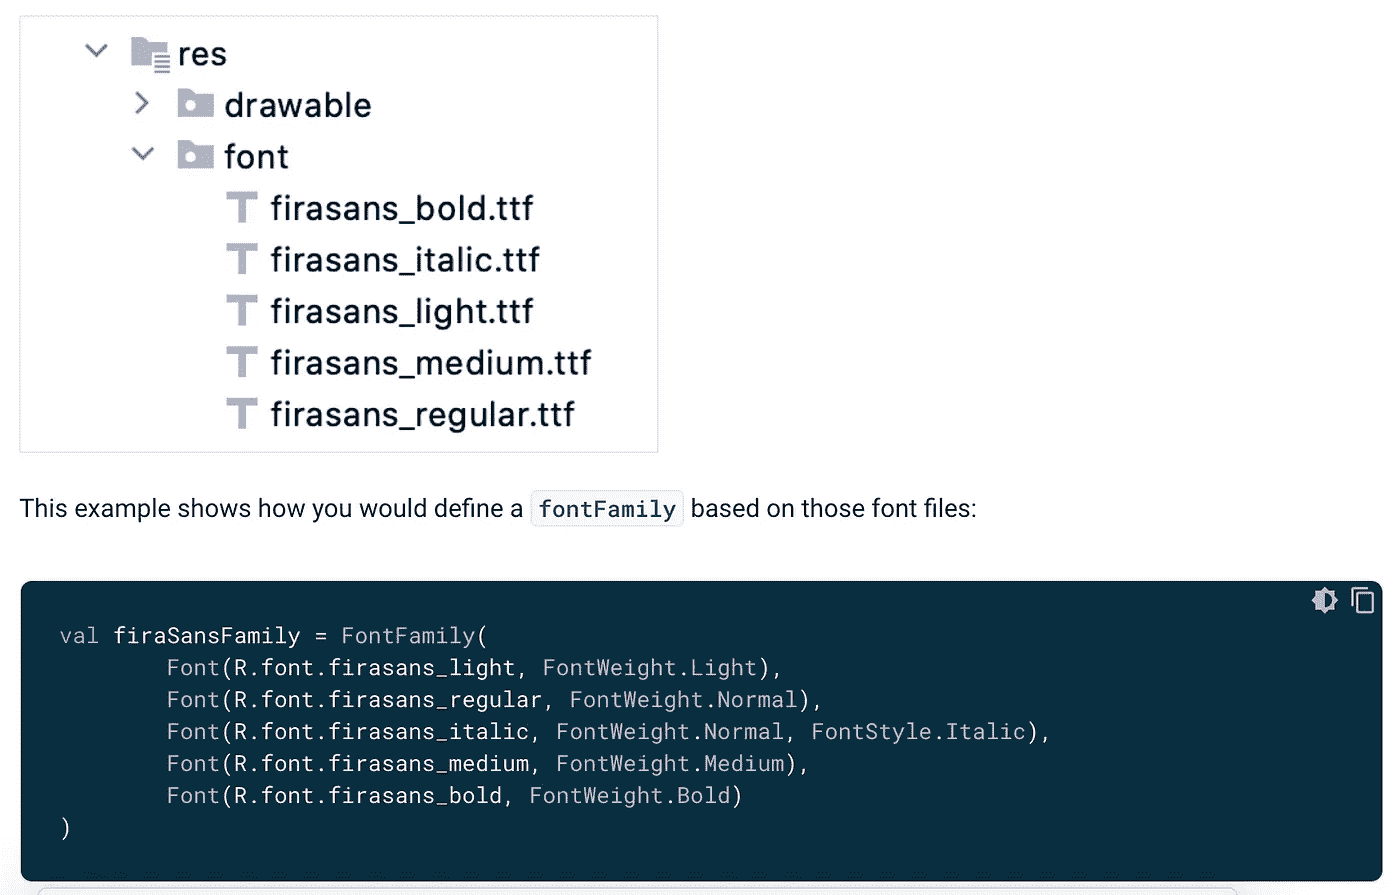 res
drawable
font
firasans_bold.ttf
firasans_italic.ttf
firasans_light.ttf
firasans_medium.ttf
firasans_regular.ttf
This example shows how you would define a fontFamily based on those font files:
val firaSansFamily = FontFamily(
        Font(R.font.firasans_light, FontWeight.Light),
        Font(R.font.firasans_regular, FontWeight.Normal),
        Font(R.font.firasans_italic, FontWeight.Normal, FontStyle.Italic),
        Font(R.font.firasans_medium, FontWeight.Medium),
        Font(R.font.firasans_bold, FontWeight.Bold)
)